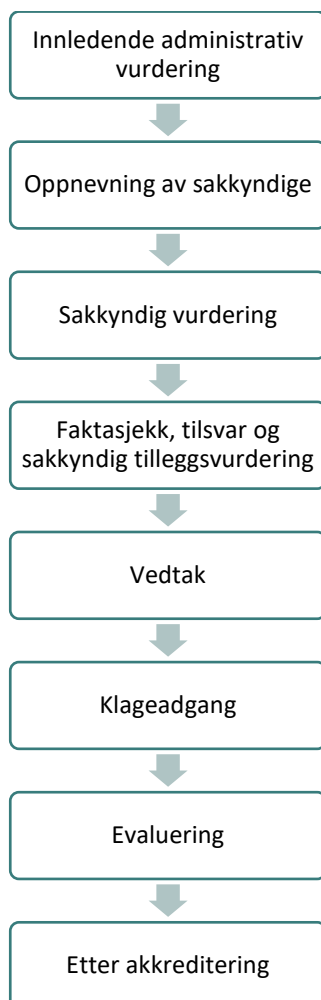 Innledende administrativ
vurdering
Oppnevning av sakkyndige
Sakkyndig vurdering
Faktasjekk, tilsvar og
sakkyndig tilleggsvurdering
Vedtak
Klageadgang
Evaluering
Etter akkreditering